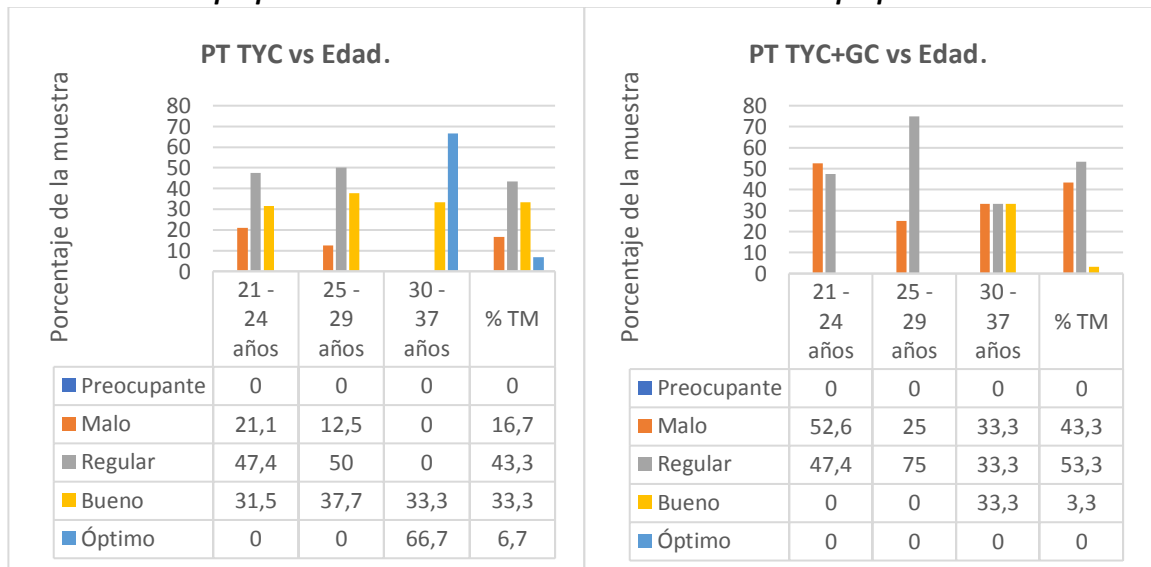 PT TYC vs Edad.
Porcentaje de la muestra
80
70
60
50
40
30
20
10
0
21 - 24 años 25 - 29 años 30 - 37 años % TM
Preocupante 0 0 0 0
Malo 21,1 12,5 0 16,7
Regular 47,4 50 0 43,3
Bueno 31,5 37,7 33,3 33,3
Óptimo 0 0 66,7 6,7
PT TYC+GC vs Edad.
Porcentaje de la muestra
80
70
60
50
40
30
20
10
0
21 - 24 años 25 - 29 años 30 - 37 años % TM
Preocupante 0 0 0 0
Malo 52,6 25 33,3 43,3
Regular 47,4 75 33,3 53,3
Bueno 0 0 33,3 3,3
Óptimo 0 0 0 0